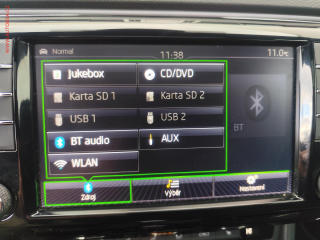 Normal
11:38
11.0°C
Jukebox
CD/DVD
Karta SD 1
Karta SD 2
USB 1
USB 2
BT audio
AUX
WLAN
BT
Zdroj
Výběr
Nastavení